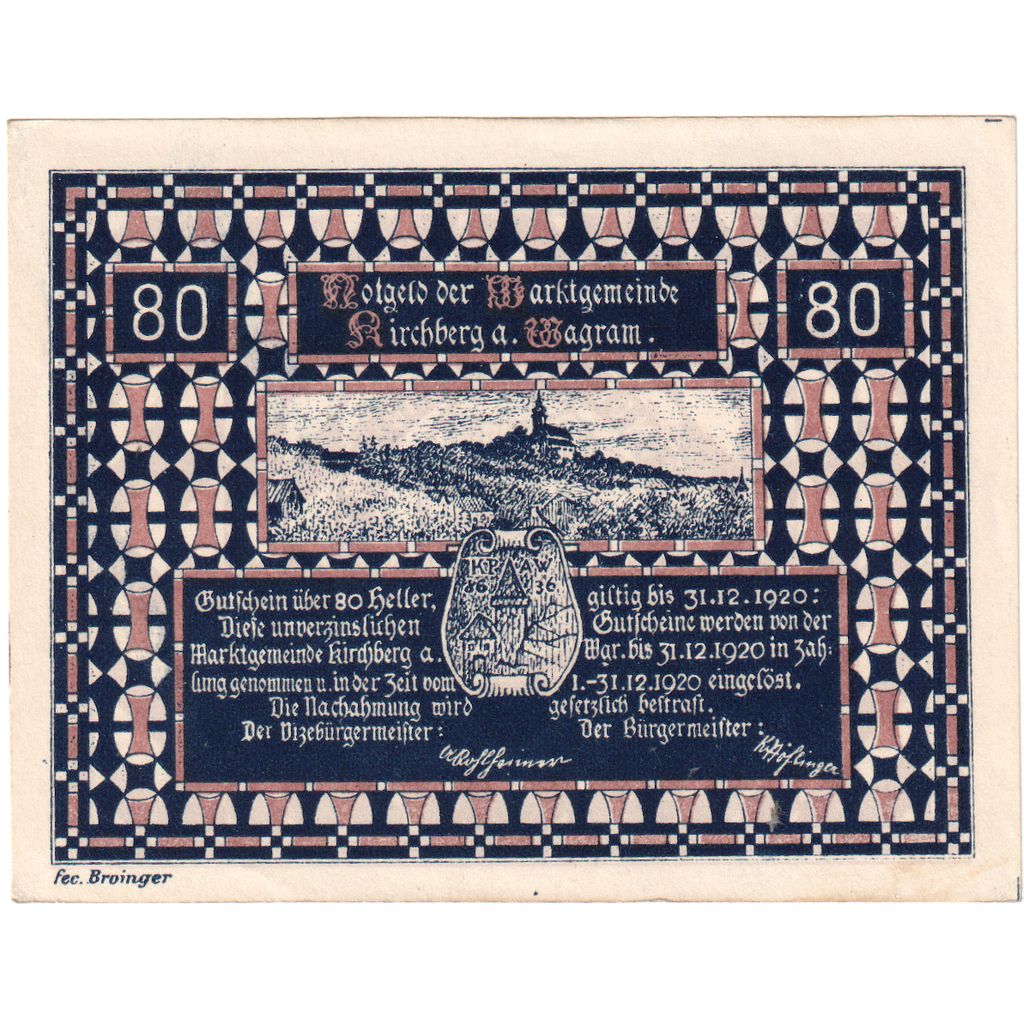 80
Notgeld der Marktgemeinde
Kirchberg a. Wagram.
80
KP AW
Gutschein über 80 Heller, giltig bis 31.12.1920:
Diese unverzinslichen Gutscheine werden von der
Marktgemeinde Kirchberg a. Wgr. bis 31.12.1920 in Zah:
lung genommen u. in der Zeit vom 1.-31.12.1920 eingelöst.
Die Nachahmung wird gesetzlich bestraft.
Der Vizebürgermeister: Der Bürgermeister:
fec. Broinger